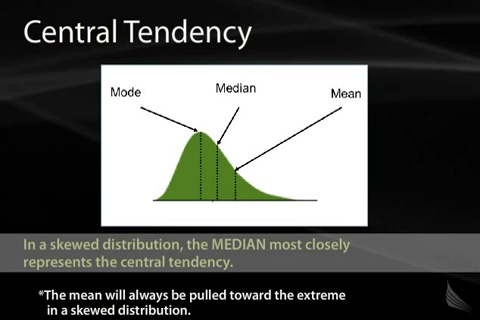 Central Tendency
Mode
Median
Mean
In a skewed distribution, the MEDIAN most closely
represents the central tendency.
*The mean will always be pulled toward the extreme
in a skewed distribution.